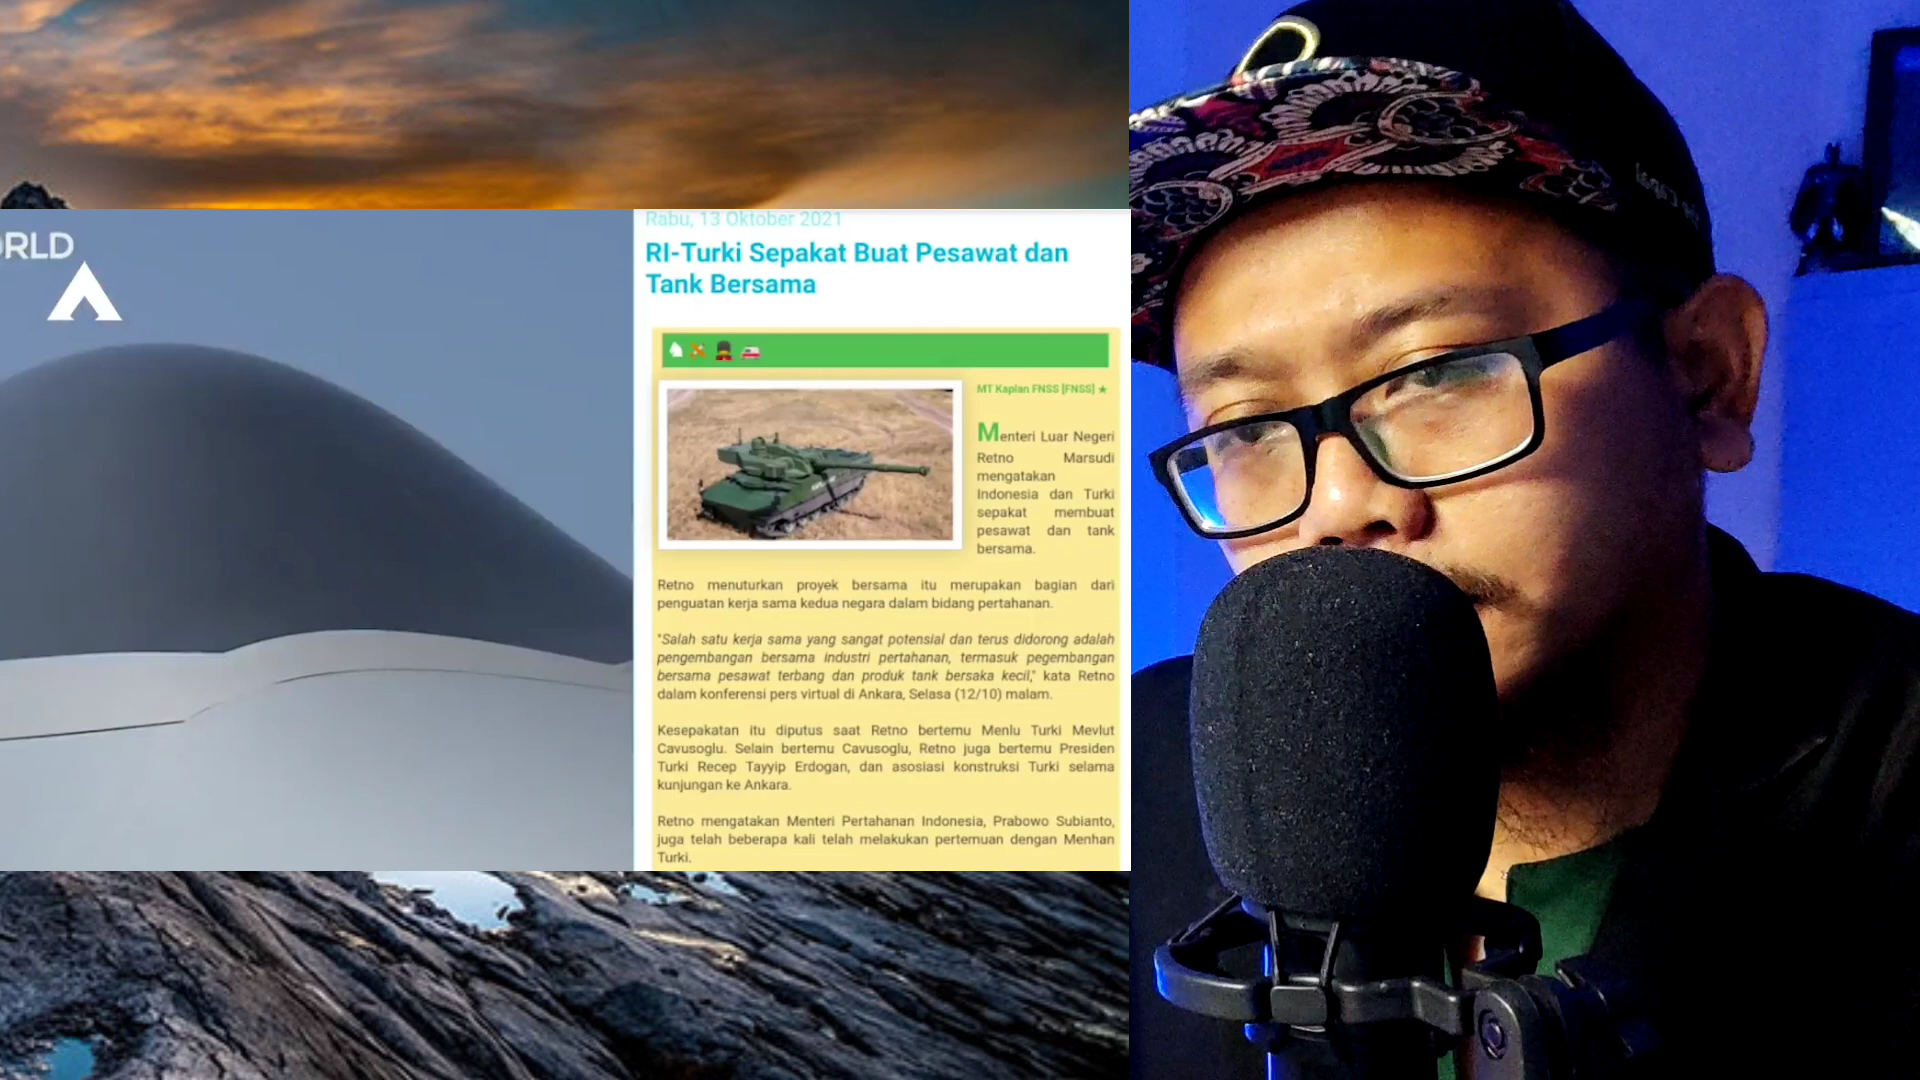 ORLD
Rabu, 13 Oktober 2021
RI-Turki Sepakat Buat Pesawat dan
Tank Bersama
MT Kaplan FNSS [FNSS] ★
Menteri Luar Negeri
Retno Marsudi
mengatakan
Indonesia dan Turki
sepakat membuat
pesawat dan tank
bersama.
Retno menuturkan proyek bersama itu merupakan bagian dari
penguatan kerja sama kedua negara dalam bidang pertahanan.
"Salah satu kerja sama yang sangat potensial dan terus didorong adalah
pengembangan bersama industri pertahanan, termasuk pegembangan
bersama pesawat terbang dan produk tank bersaka kecil," kata Retno
dalam konferensi pers virtual di Ankara, Selasa (12/10) malam.
Kesepakatan itu diputus saat Retno bertemu Menlu Turki Mevlut
Cavusoglu. Selain bertemu Cavusoglu, Retno juga bertemu Presiden
Turki Recep Tayyip Erdogan, dan asosiasi konstruksi Turki selama
kunjungan ke Ankara.
Retno mengatakan Menteri Pertahanan Indonesia, Prabowo Subianto,
juga telah beberapa kali telah melakukan pertemuan dengan Menhan
Turki.